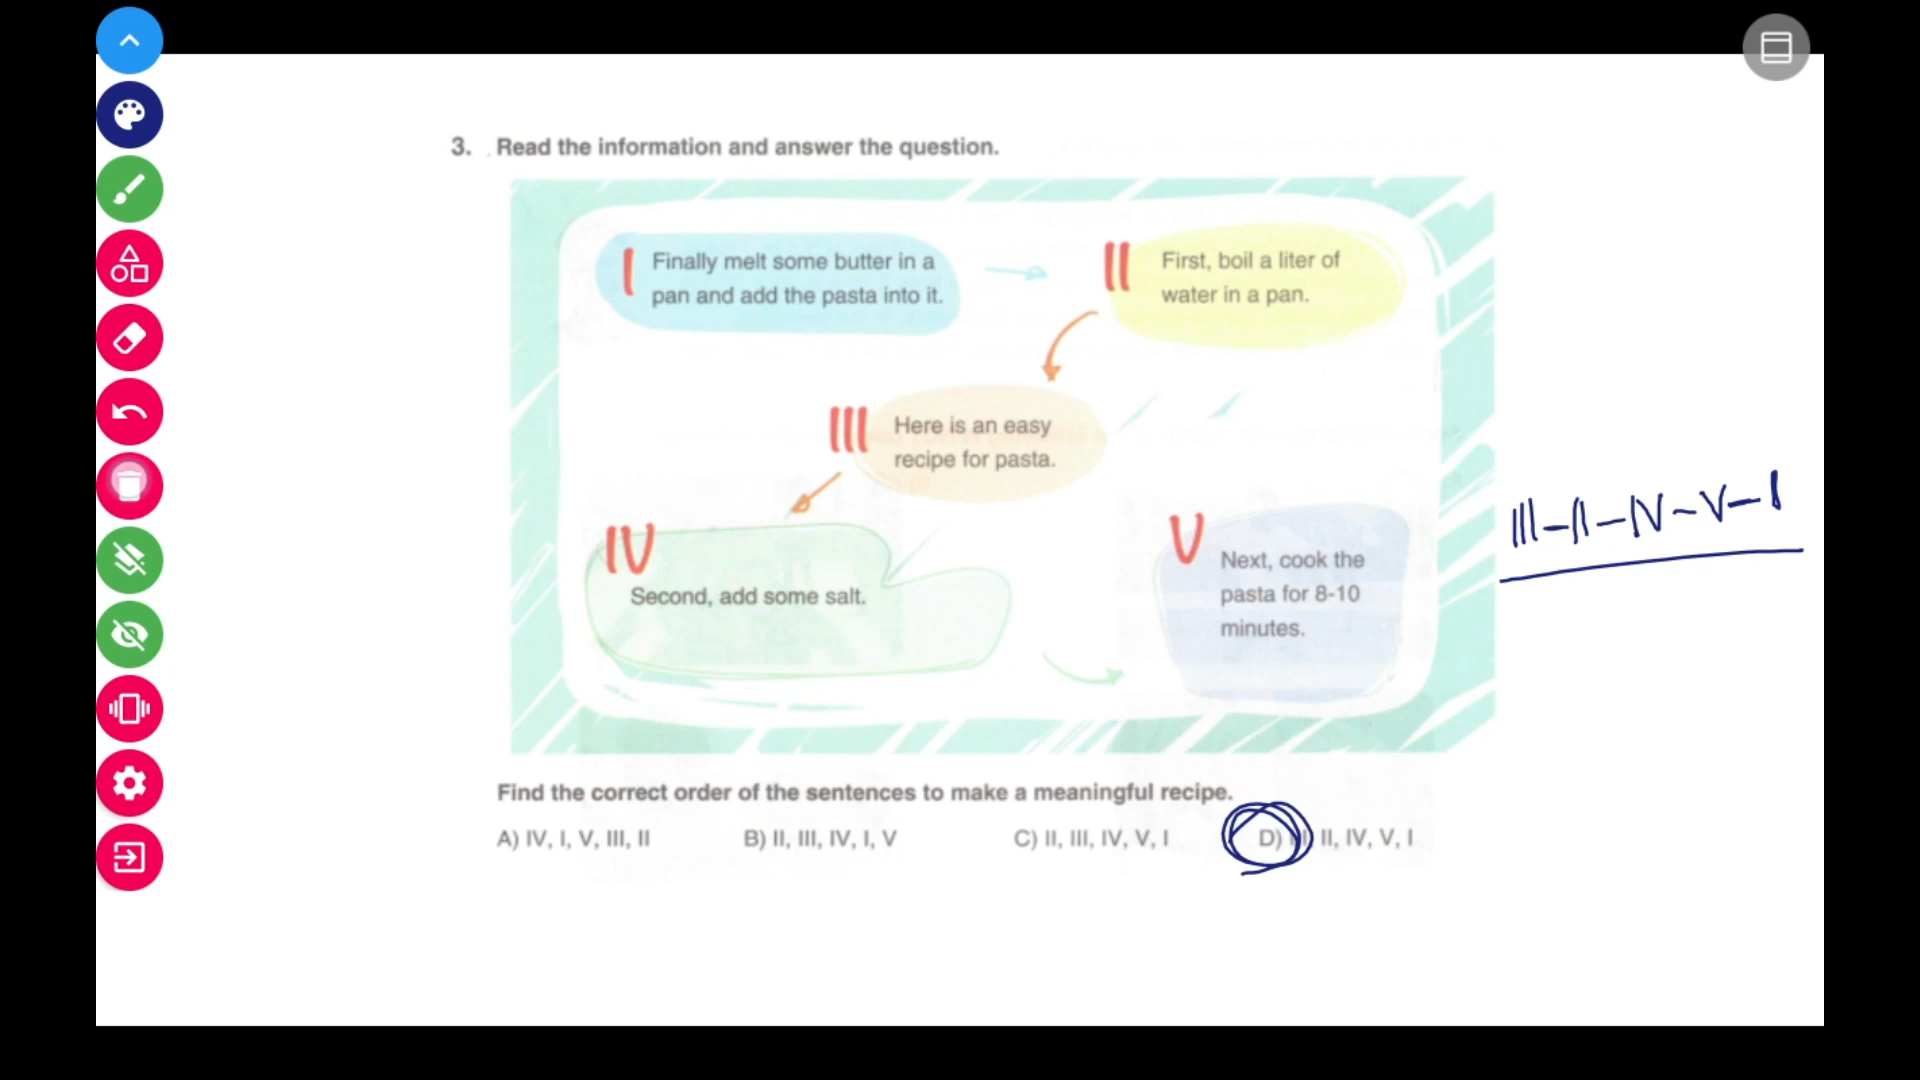 3. Read the information and answer the question.
I Finally melt some butter in a
pan and add the pasta into it.
II First, boil a liter of
water in a pan.
III Here is an easy
recipe for pasta.
IV
Second, add some salt.
V Next, cook the
pasta for 8-10
minutes.
III-II-IV-V-I
Find the correct order of the sentences to make a meaningful recipe.
A) IV, I, V, III, II B) II, III, IV, I, V C) II, III, IV, V, I D) III, II, IV, V, I